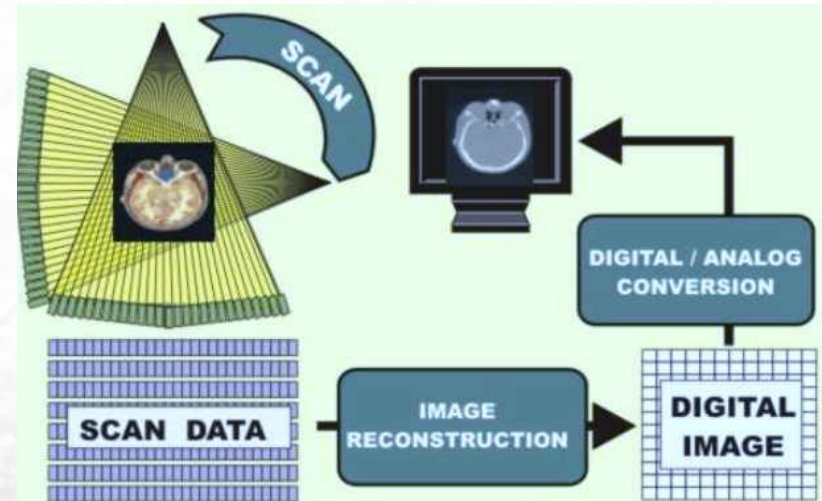 SCAN
DIGITAL / ANALOG
CONVERSION
SCAN DATA
IMAGE
RECONSTRUCTION
DIGITAL
IMAGE